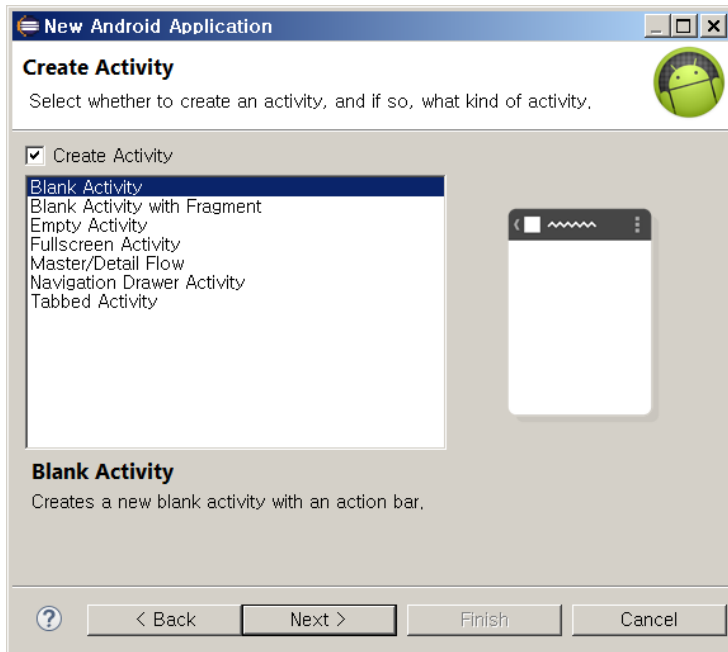 New Android Application
Create Activity
Select whether to create an activity, and if so, what kind of activity.
Create Activity
Blank Activity
Blank Activity with Fragment
Empty Activity
Fullscreen Activity
Master/Detail Flow
Navigation Drawer Activity
Tabbed Activity
Blank Activity
Creates a new blank activity with an action bar.
? < Back Next > Finish Cancel